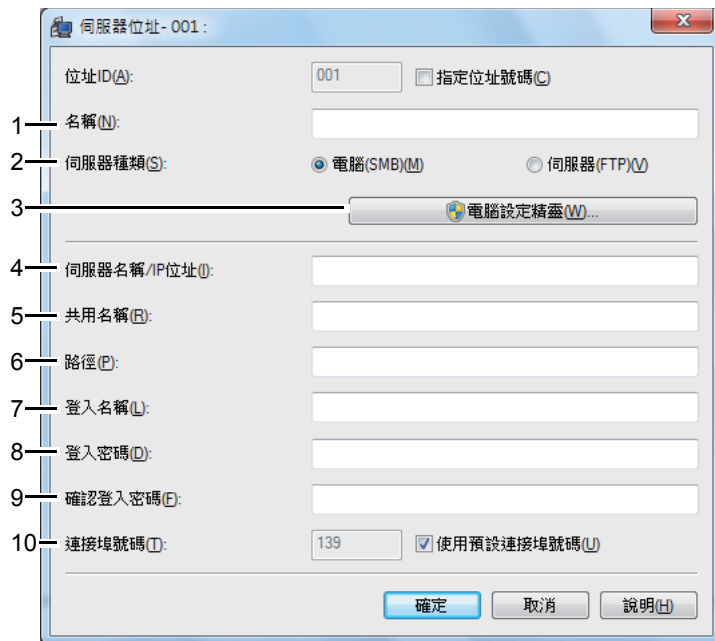 伺服器位址- 001 :
位址ID(A): 001 指定位址號碼(C)
1 名稱(N):
2 伺服器種類(S): 電腦(SMB)(M) 伺服器(FTP)(V)
3 電腦設定精靈(W)...
4 伺服器名稱/IP位址(I):
5 共用名稱(R):
6 路徑(P):
7 登入名稱(L):
8 登入密碼(D):
9 確認登入密碼(F):
10 連接埠號碼(T): 139 使用預設連接埠號碼(U)
確定 取消 說明(H)